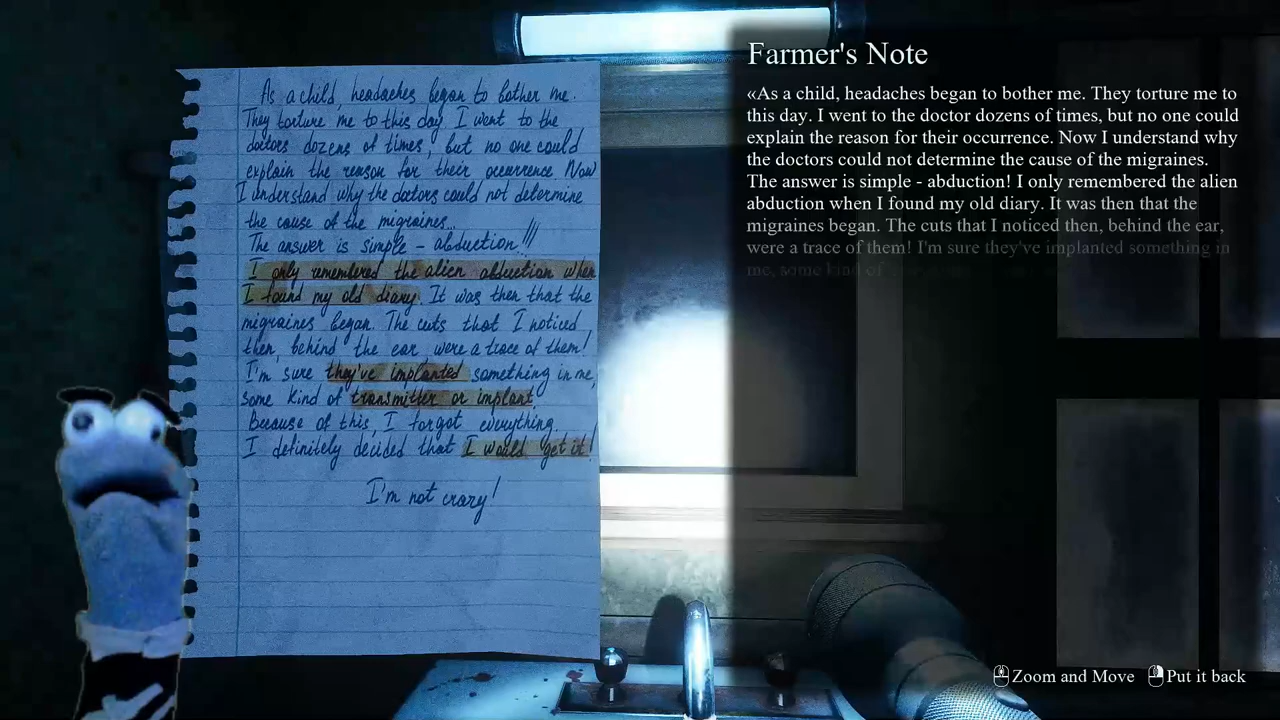 As a child, headaches began to bother me.
They torture me to this day. I went to the
doctors dozens of times, but no one could
explain the reason for their occurrence. Now
I understand why the doctors could not determine
the cause of the migraines...
The answer is simple - abduction!!!
I only remembered the alien abduction when
I found my old diary. It was then that the
migraines began. The cuts that I noticed
then, behind the ear, were a trace of them!
I'm sure they've implanted something in me,
some kind of transmitter or implant
Because of this, I forgot everything.
I definitely decided that I would get it!
I'm not crazy!
Farmer's Note
«As a child, headaches began to bother me. They torture me to
this day. I went to the doctor dozens of times, but no one could
explain the reason for their occurrence. Now I understand why
the doctors could not determine the cause of the migraines.
The answer is simple - abduction! I only remembered the alien
abduction when I found my old diary. It was then that the
migraines began. The cuts that I noticed then, behind the ear,
were a trace of them! I'm sure they've implanted something in
me, some kind of
Zoom and Move
Put it back